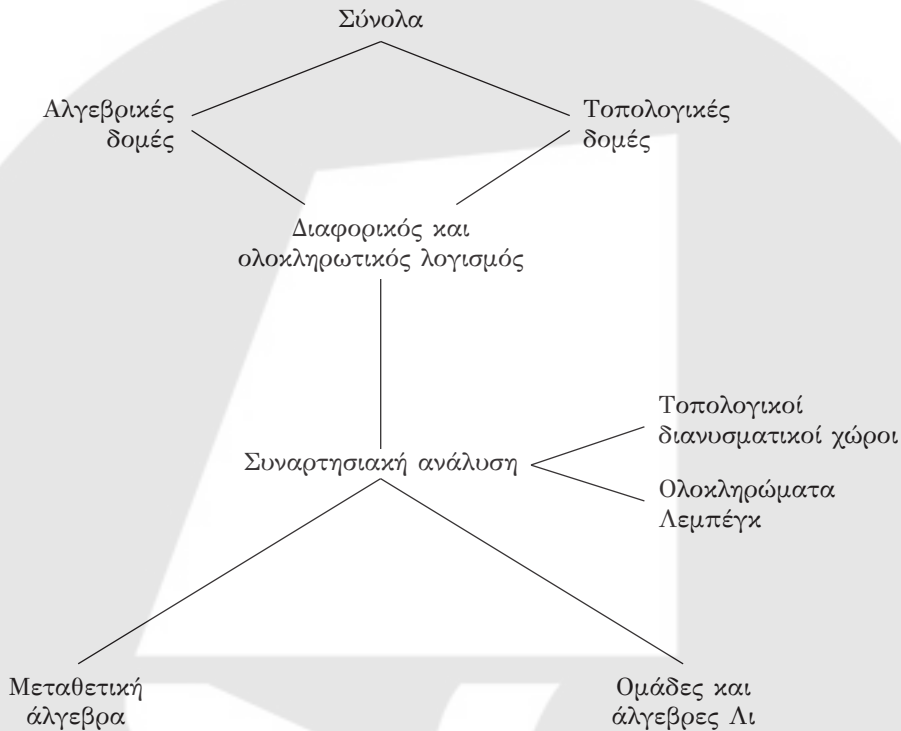 Σύνολα
Αλγεβρικές
δομές
Τοπολογικές
δομές
Διαφορικός και
ολοκληρωτικός λογισμός
Συναρτησιακή ανάλυση
Τοπολογικοί
διανυσματικοί χώροι
Ολοκληρώματα
Λεμπέγκ
Μεταθετική
άλγεβρα
Ομάδες και
άλγεβρες Λι